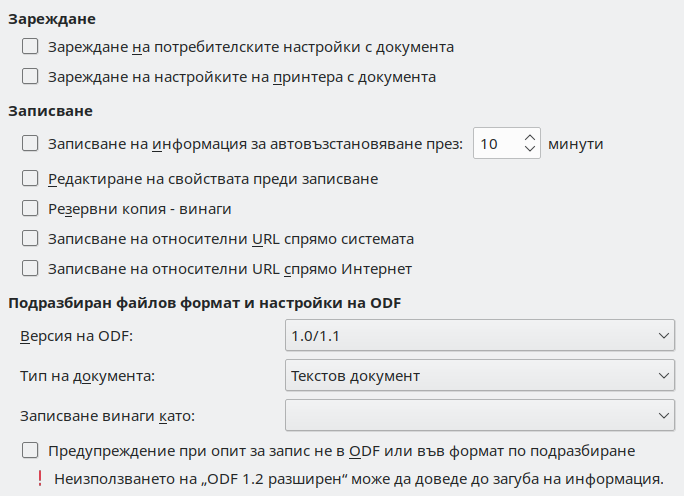 Зареждане
Зареждане на потребителските настройки с документа
Зареждане на настройките на принтера с документа
Записване
Записване на информация за автовъзстановяване през: 10 минути
Редактиране на свойствата преди записване
Резервни копия - винаги
Записване на относителни URL спрямо системата
Записване на относителни URL спрямо Интернет
Подразбиран файлов формат и настройки на ODF
Версия на ODF: 1.0/1.1
Тип на документа: Текстов документ
Записване винаги като:
Предупреждение при опит за запис не в ODF или във формат по подразбиране
! Неизползването на „ODF 1.2 разширен“ може да доведе до загуба на информация.